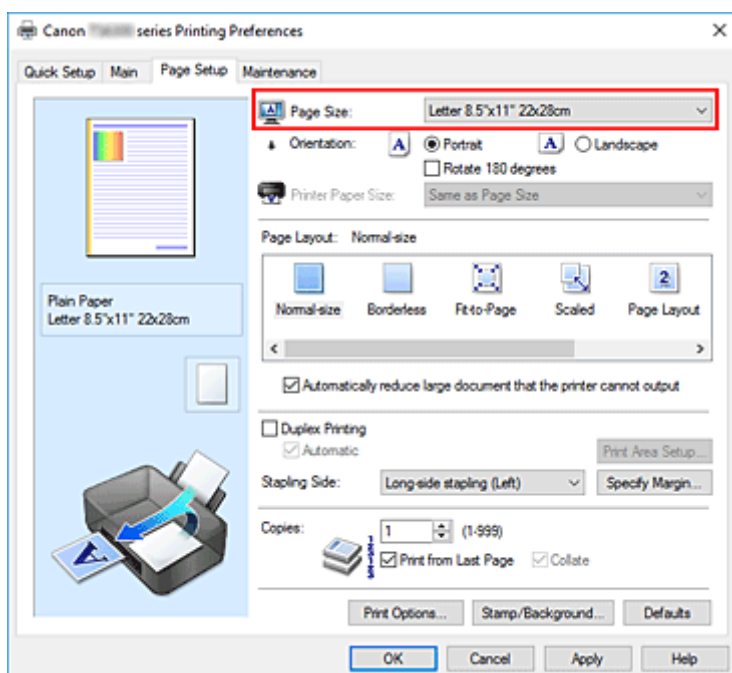 Canon series Printing Preferences
Quick Setup Main Page Setup Maintenance
Page Size: Letter 8.5"x11" 22x28cm
Orientation: A Portrait A Landscape
Rotate 180 degrees
Printer Paper Size: Same as Page Size
Page Layout: Normal-size
2
Normal-size Borderless Fit-to-Page Scaled Page Layout
Automatically reduce large document that the printer cannot output
Plain Paper
Letter 8.5"x11" 22x28cm
Duplex Printing
Automatic
Print Area Setup...
Stapling Side: Long-side stapling (Left) Specify Margin...
Copies: 1 (1-999)
Print from Last Page Collate
A
Print Options... Stamp/Background... Defaults
OK Cancel Apply Help